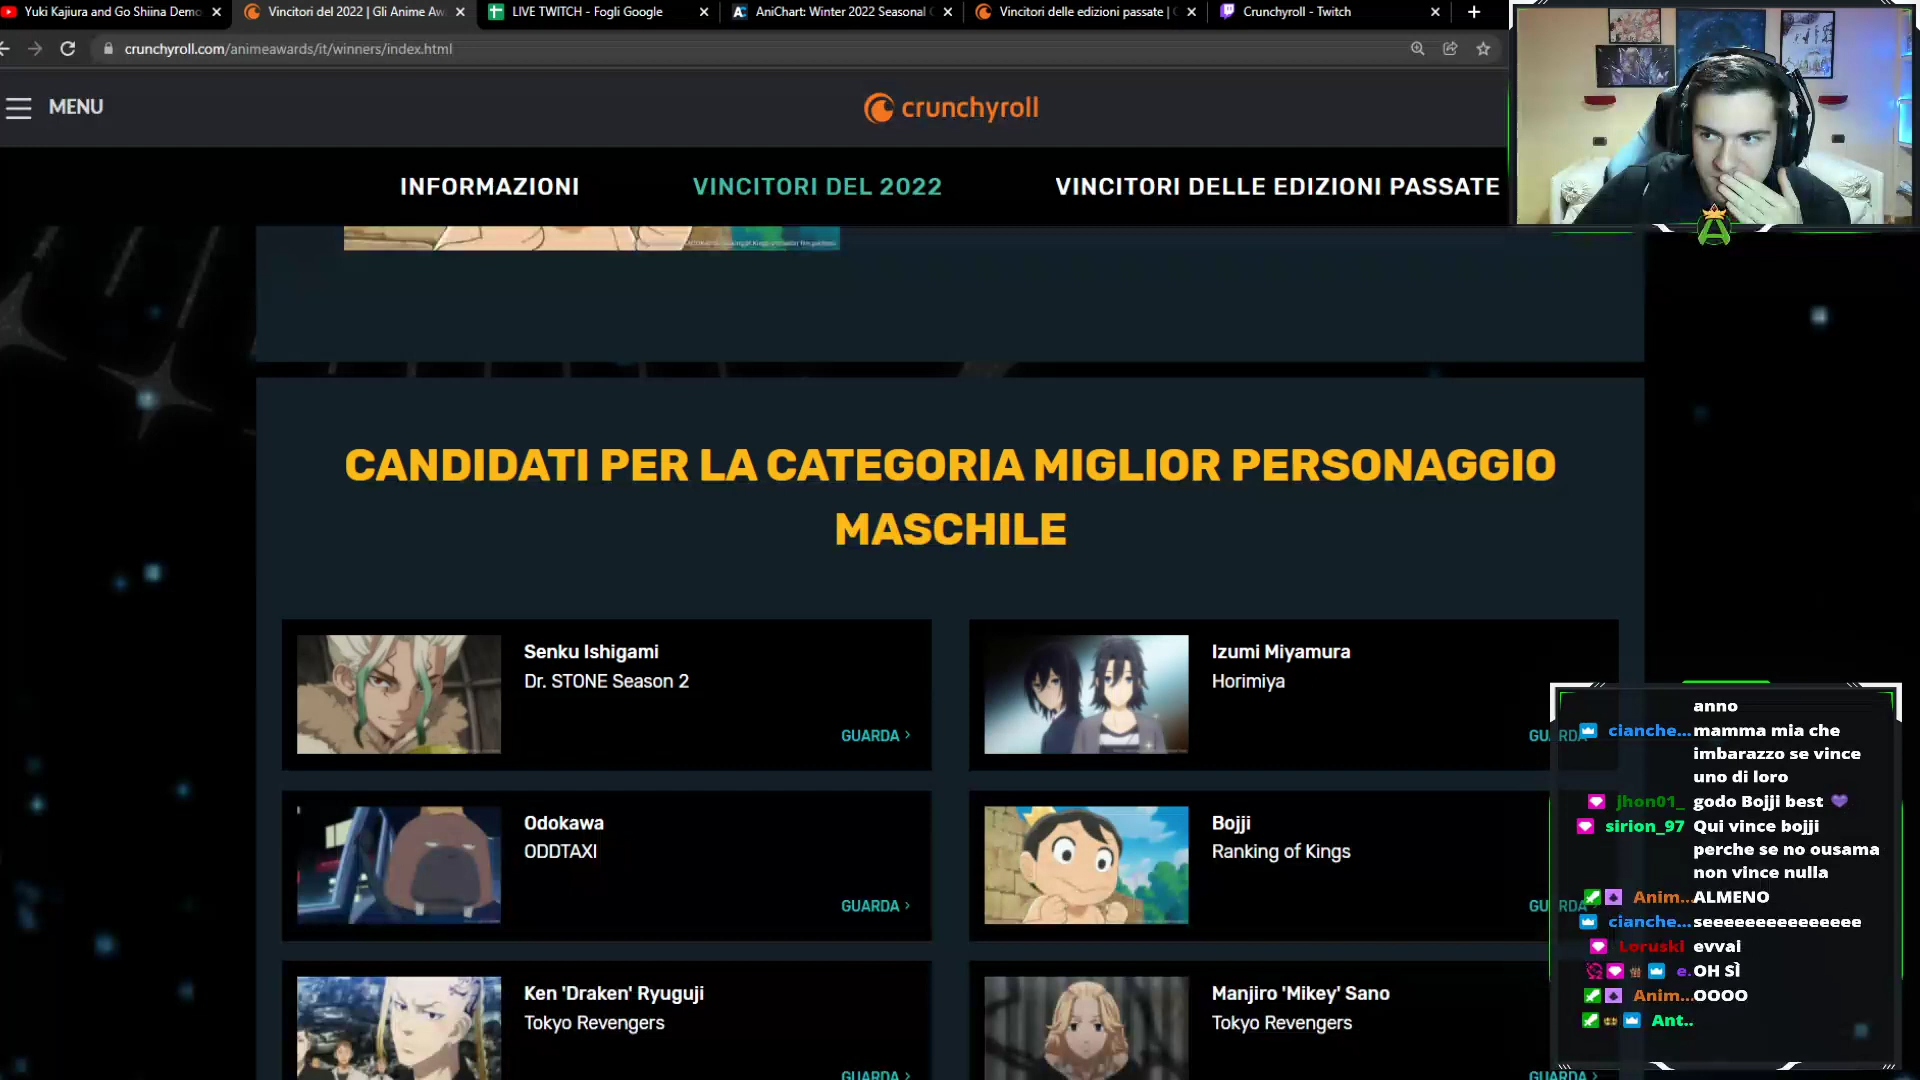 Yuki Kajiura and Go Shiina Demo
Vincitori del 2022 | Gli Anime Aw
LIVE TWITCH - Fogli Google
AniChart: Winter 2022 Seasonal
Vincitori delle edizioni passate |
Crunchyroll - Twitch
crunchyroll.com/animeawards/it/winners/index.html
MENU
crunchyroll
INFORMAZIONI
VINCITORI DEL 2022
VINCITORI DELLE EDIZIONI PASSATE
CANDIDATI PER LA CATEGORIA MIGLIOR PERSONAGGIO
MASCHILE
Senku Ishigami
Dr. STONE Season 2
GUARDA
Izumi Miyamura
Horimiya
GUARDA
Odokawa
ODDTAXI
GUARDA
Bojji
Ranking of Kings
GUARDA
Ken 'Draken' Ryuguji
Tokyo Revengers
GUARDA
Manjiro 'Mikey' Sano
Tokyo Revengers
GUARDA
anno
cianche... mamma mia che
imbarazzo se vince
uno di loro
jhon01_ godo Bojji best
sirion_97 Qui vince bojji
perche se no ousama
non vince nulla
Anim... ALMENO
cianche... seeeeeeeeeeeeeee
Loruski evvai
e. OH SÌ
Anim... OOOO
Ant..